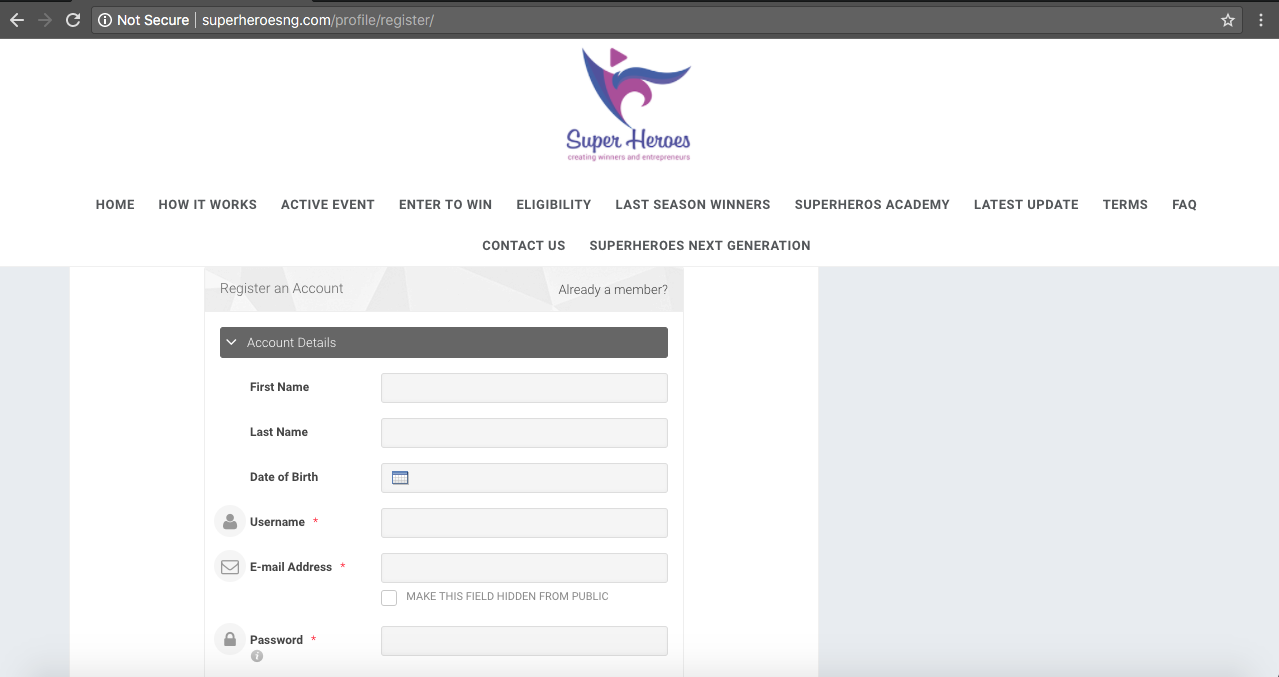 Not Secure | superheroesng.com/profile/register/
Super Heroes
creating winners and entrepreneurs
HOME HOW IT WORKS ACTIVE EVENT ENTER TO WIN ELIGIBILITY LAST SEASON WINNERS SUPERHEROS ACADEMY LATEST UPDATE TERMS FAQ
CONTACT US SUPERHEROES NEXT GENERATION
Register an Account Already a member?
Account Details
First Name
Last Name
Date of Birth
Username *
E-mail Address *
MAKE THIS FIELD HIDDEN FROM PUBLIC
Password *